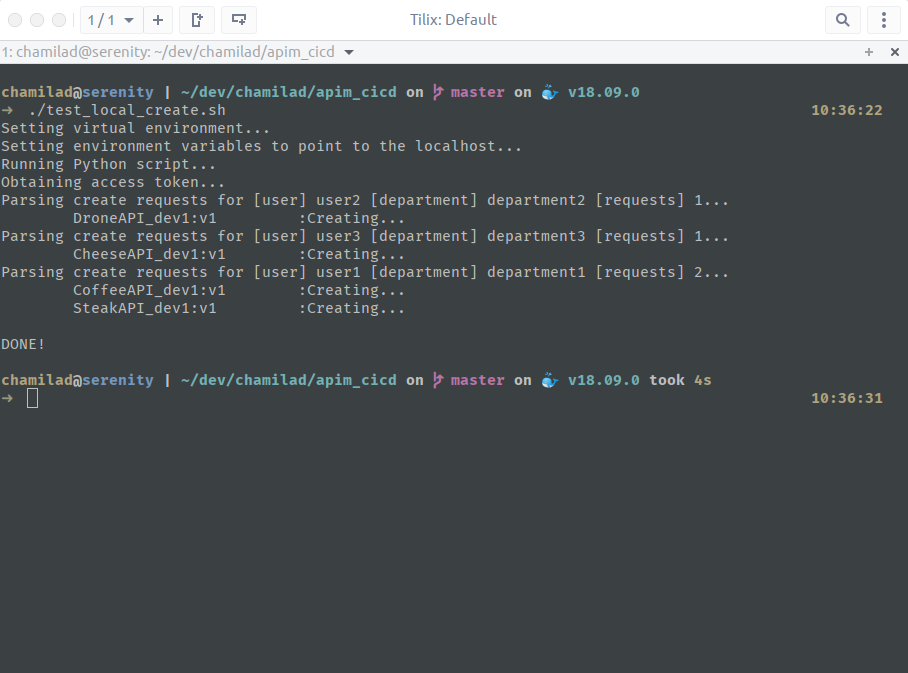 1 / 1
Tilix: Default
1: chamilad@serenity: ~/dev/chamilad/apim_cicd
chamilad@serenity | ~/dev/chamilad/apim_cicd on master on 🐳 v18.09.0
➜ ./test_local_create.sh 10:36:22
Setting virtual environment...
Setting environment variables to point to the localhost...
Running Python script...
Obtaining access token...
Parsing create requests for [user] user2 [department] department2 [requests] 1...
DroneAPI_dev1:v1 :Creating...
Parsing create requests for [user] user3 [department] department3 [requests] 1...
CheeseAPI_dev1:v1 :Creating...
Parsing create requests for [user] user1 [department] department1 [requests] 2...
CoffeeAPI_dev1:v1 :Creating...
SteakAPI_dev1:v1 :Creating...
DONE!
chamilad@serenity | ~/dev/chamilad/apim_cicd on master on 🐳 v18.09.0 took 4s
➜ 10:36:31